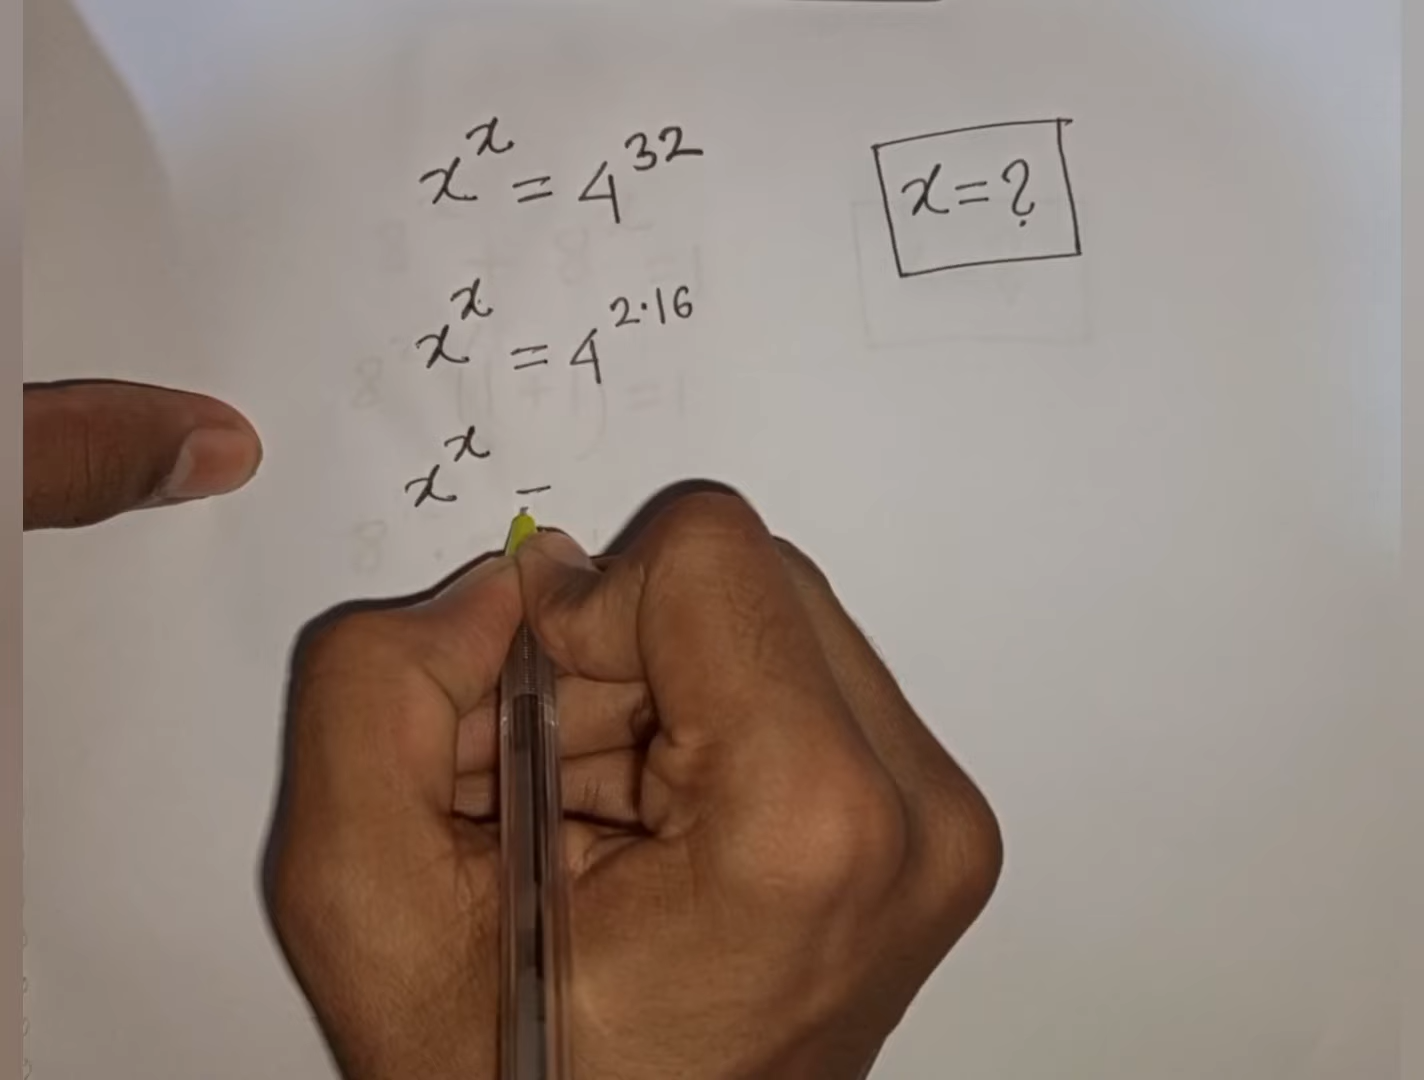 x^x = 4^32
x = ?
x^x = 4^2·16
x^x -